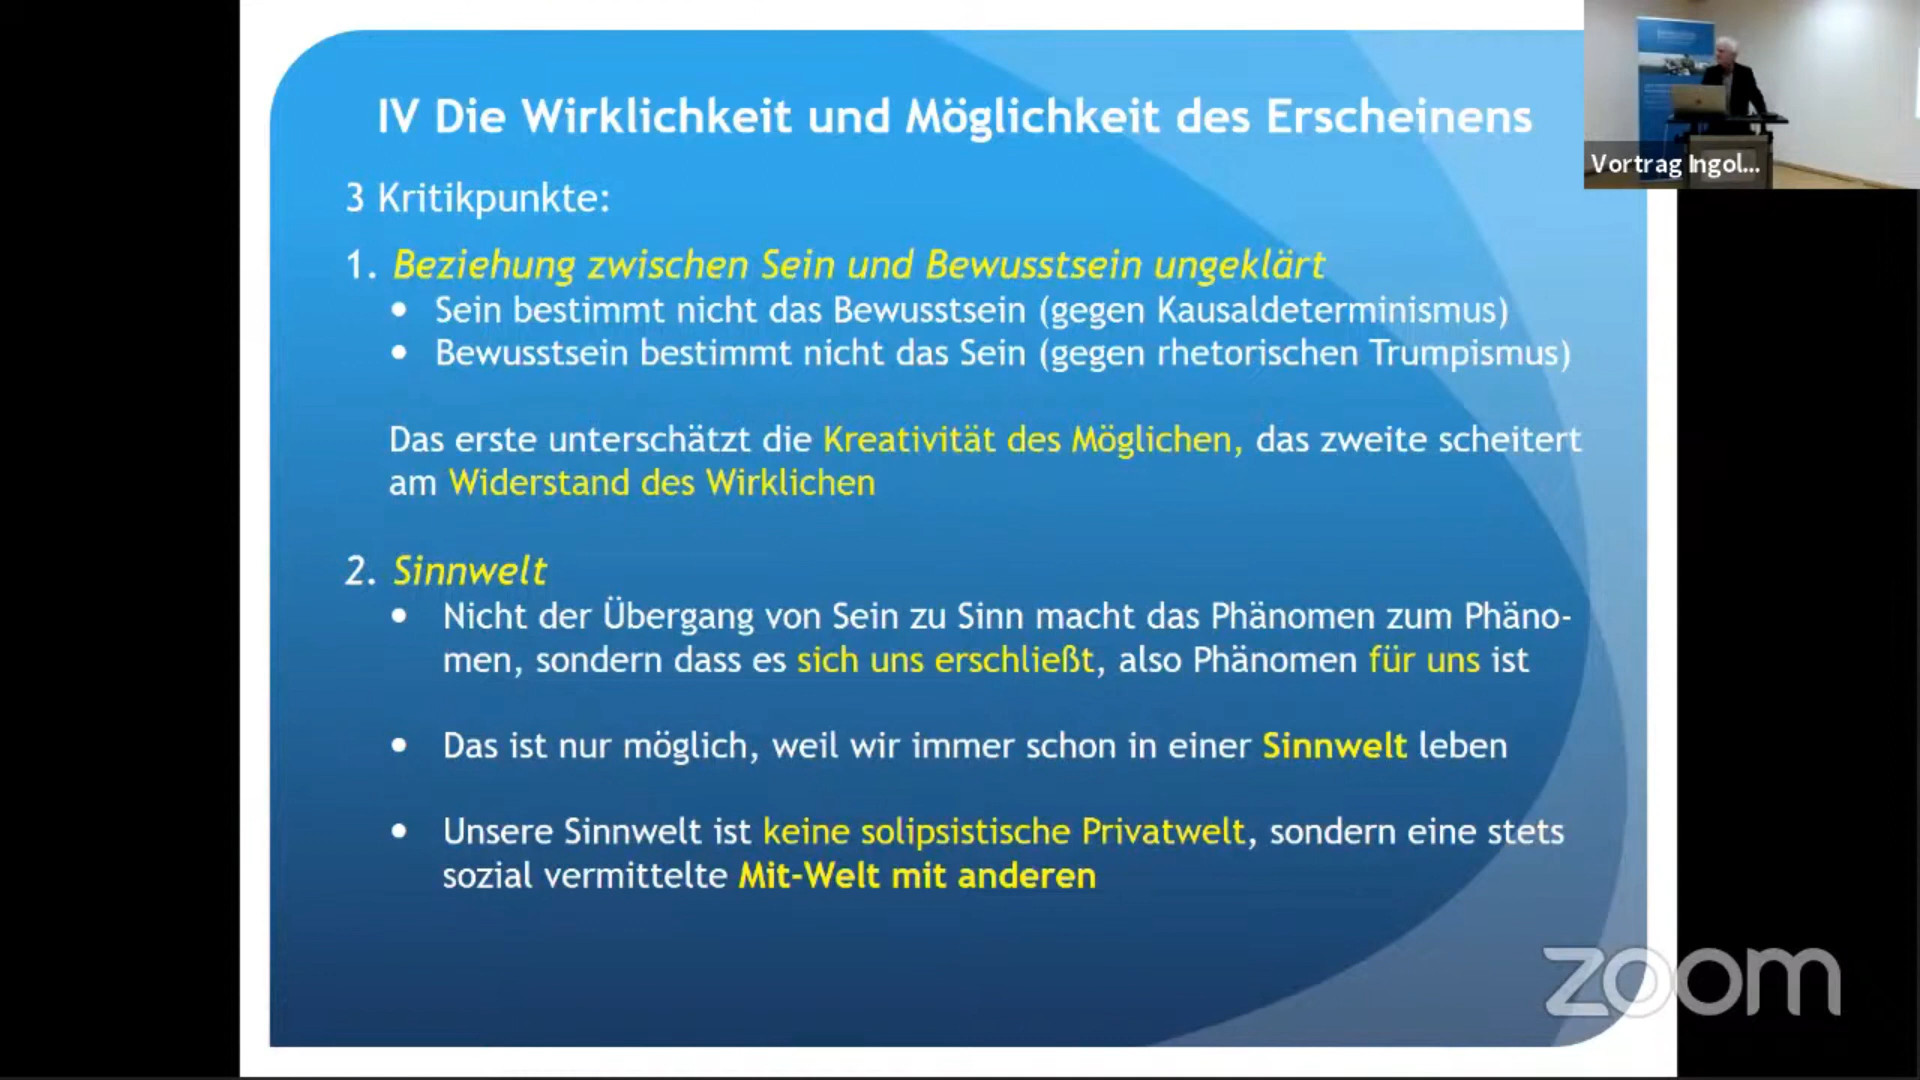 IV Die Wirklichkeit und Möglichkeit des Erscheinens
Vortrag Ingol...
3 Kritikpunkte:
1. Beziehung zwischen Sein und Bewusstsein ungeklärt
• Sein bestimmt nicht das Bewusstsein (gegen Kausaldeterminismus)
• Bewusstsein bestimmt nicht das Sein (gegen rhetorischen Trumpismus)
Das erste unterschätzt die Kreativität des Möglichen, das zweite scheitert
am Widerstand des Wirklichen
2. Sinnwelt
• Nicht der Übergang von Sein zu Sinn macht das Phänomen zum Phäno-
men, sondern dass es sich uns erschließt, also Phänomen für uns ist
• Das ist nur möglich, weil wir immer schon in einer Sinnwelt leben
• Unsere Sinnwelt ist keine solipsistische Privatwelt, sondern eine stets
sozial vermittelte Mit-Welt mit anderen
zoom